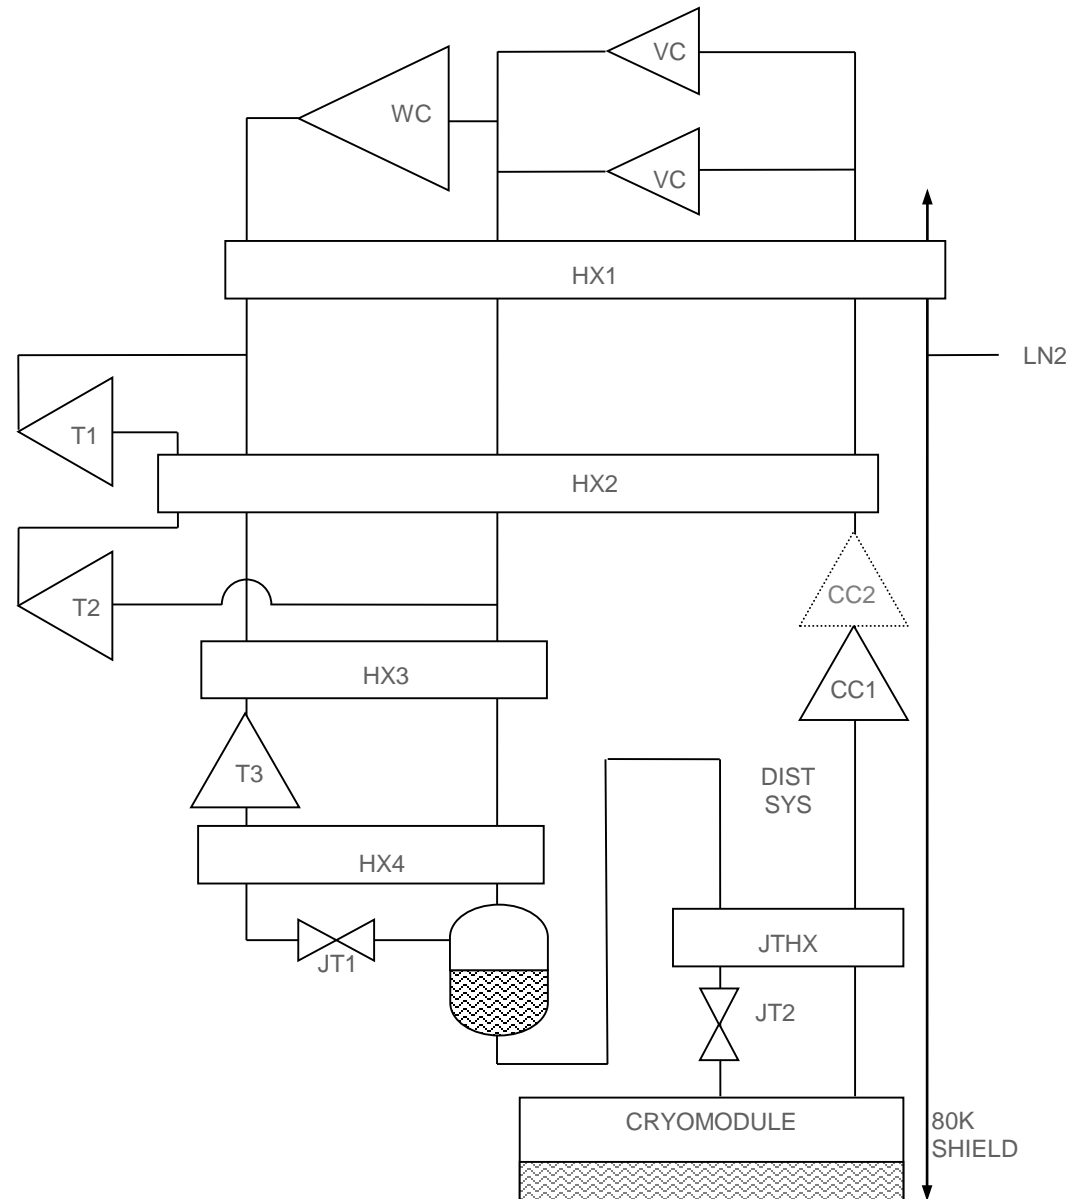 VC
WC
VC
HX1
LN2
T1
HX2
CC2
T2
HX3
CC1
T3
DIST
SYS
HX4
JTHX
JT1
JT2
CRYOMODULE
80K
SHIELD